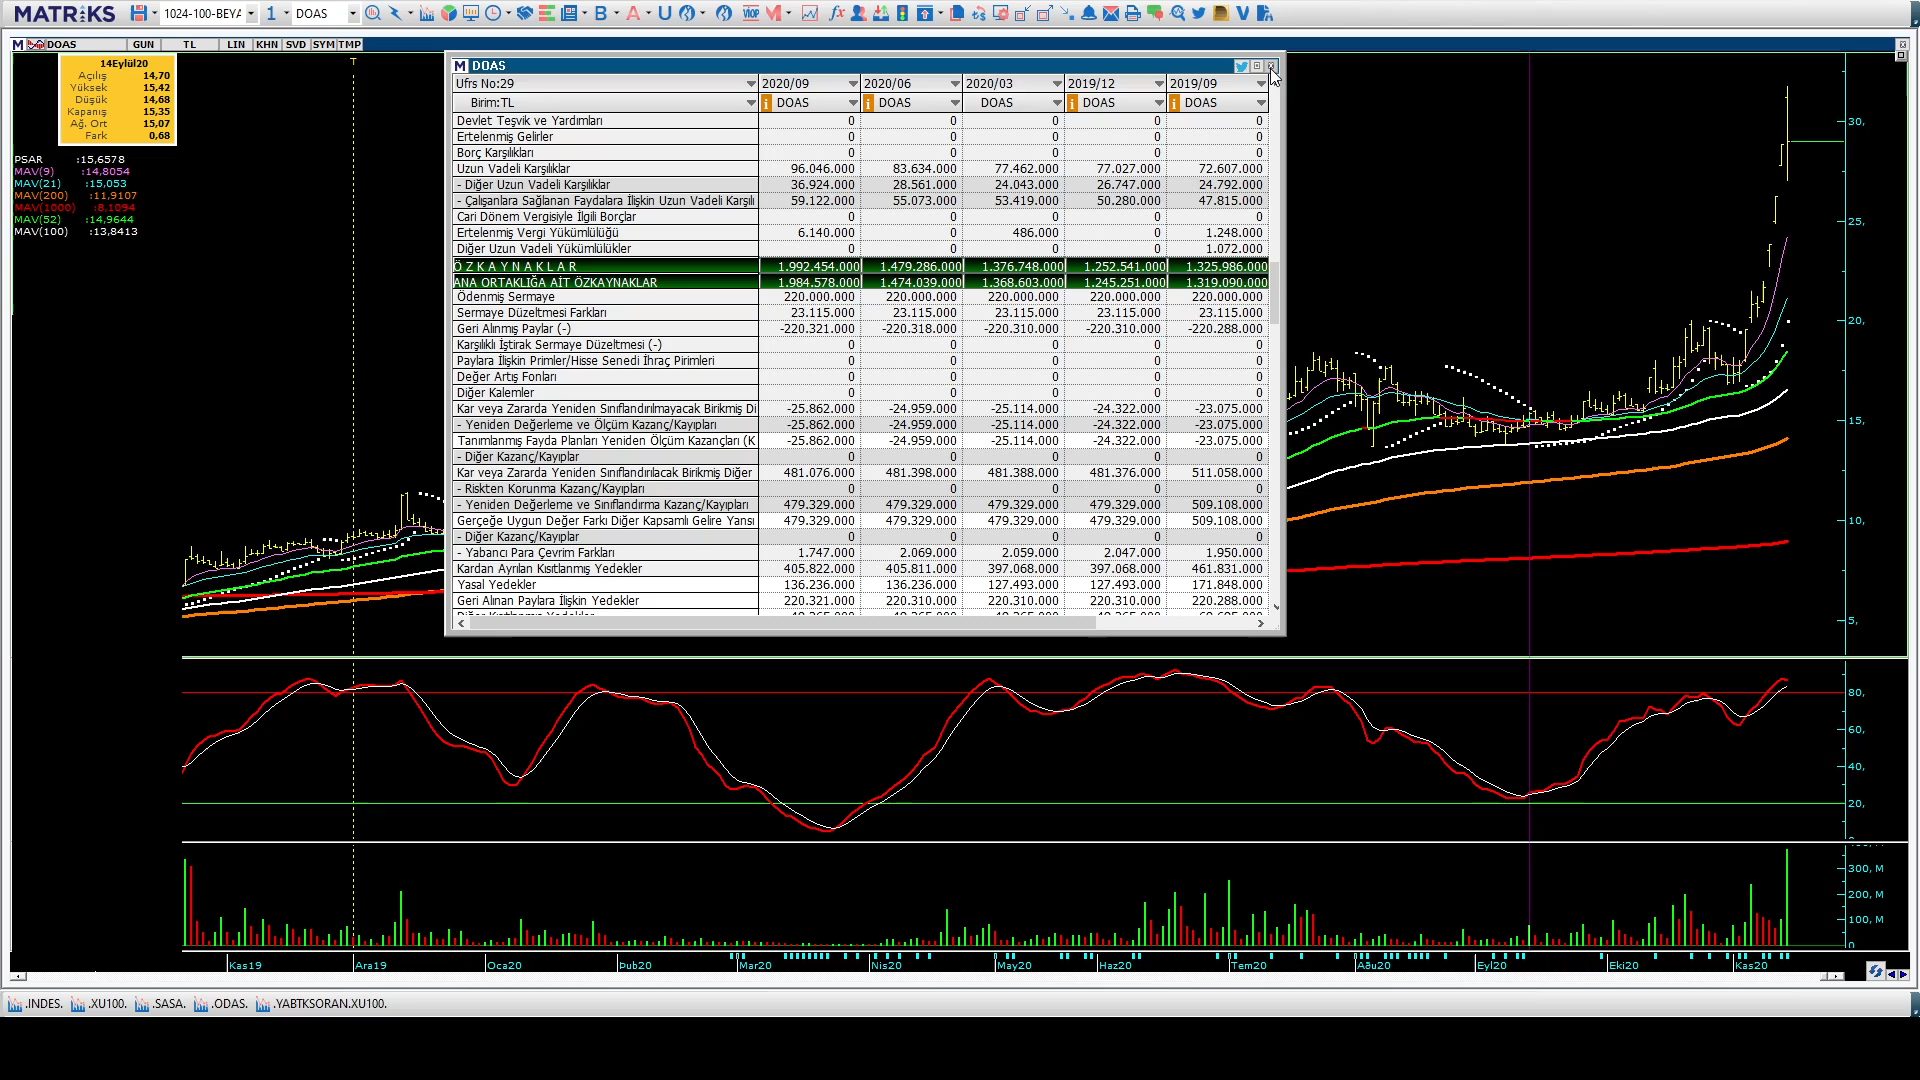 MATRİKS 1024-100-BEYA 1 DOAS
B A U VIOP M fx V
M DOAS GUN TL LIN KHN SVD SYM TMP
14Eylül20
Açılış 14,70
Yüksek 15,42
Düşük 14,68
Kapanış 15,35
Ağ. Ort 15,07
Fark 0,68
PSAR :15,6578
MAV(9) :14,8054
MAV(21) :15,053
MAV(200) :11,9107
MAV(1000) :8,1094
MAV(52) :14,9644
MAV(100) :13,8413
T
M DOAS
Ufrs No:29 2020/09 2020/06 2020/03 2019/12 2019/09
Birim:TL DOAS DOAS DOAS DOAS DOAS
Devlet Teşvik ve Yardımları 0 0 0 0 0
Ertelenmiş Gelirler 0 0 0 0 0
Borç Karşılıkları 0 0 0 0 0
Uzun Vadeli Karşılıklar 96.046.000 83.634.000 77.462.000 77.027.000 72.607.000
- Diğer Uzun Vadeli Karşılıklar 36.924.000 28.561.000 24.043.000 26.747.000 24.792.000
- Çalışanlara Sağlanan Faydalara İlişkin Uzun Vadeli Karşılı 59.122.000 55.073.000 53.419.000 50.280.000 47.815.000
Cari Dönem Vergisiyle İlgili Borçlar 0 0 0 0 0
Ertelenmiş Vergi Yükümlülüğü 6.140.000 0 486.000 0 1.248.000
Diğer Uzun Vadeli Yükümlülükler 0 0 0 0 1.072.000
Ö Z K A Y N A K L A R 1.992.454.000 1.479.286.000 1.376.748.000 1.252.541.000 1.325.986.000
ANA ORTAKLIĞA AİT ÖZKAYNAKLAR 1.984.578.000 1.474.039.000 1.368.603.000 1.245.251.000 1.319.090.000
Ödenmiş Sermaye 220.000.000 220.000.000 220.000.000 220.000.000 220.000.000
Sermaye Düzeltmesi Farkları 23.115.000 23.115.000 23.115.000 23.115.000 23.115.000
Geri Alınmış Paylar (-) -220.321.000 -220.318.000 -220.310.000 -220.310.000 -220.288.000
Karşılıklı İştirak Sermaye Düzeltmesi (-) 0 0 0 0 0
Paylara İlişkin Primler/Hisse Senedi İhraç Pirimleri 0 0 0 0 0
Değer Artış Fonları 0 0 0 0 0
Diğer Kalemler 0 0 0 0 0
Kar veya Zararda Yeniden Sınıflandırılmayacak Birikmiş Di -25.862.000 -24.959.000 -25.114.000 -24.322.000 -23.075.000
- Yeniden Değerleme ve Ölçüm Kazanç/Kayıpları -25.862.000 -24.959.000 -25.114.000 -24.322.000 -23.075.000
Tanımlanmış Fayda Planları Yeniden Ölçüm Kazançları (K -25.862.000 -24.959.000 -25.114.000 -24.322.000 -23.075.000
- Diğer Kazanç/Kayıplar 0 0 0 0 0
Kar veya Zararda Yeniden Sınıflandırılacak Birikmiş Diğer 481.076.000 481.398.000 481.388.000 481.376.000 511.058.000
- Riskten Korunma Kazanç/Kayıpları 0 0 0 0 0
- Yeniden Değerleme ve Sınıflandırma Kazanç/Kayıpları 479.329.000 479.329.000 479.329.000 479.329.000 509.108.000
Gerçeğe Uygun Değer Farkı Diğer Kapsamlı Gelire Yansı 479.329.000 479.329.000 479.329.000 479.329.000 509.108.000
- Diğer Kazanç/Kayıplar 0 0 0 0 0
- Yabancı Para Çevrim Farkları 1.747.000 2.069.000 2.059.000 2.047.000 1.950.000
Kardan Ayrılan Kısıtlanmış Yedekler 405.822.000 405.811.000 397.068.000 397.068.000 461.831.000
Yasal Yedekler 136.236.000 136.236.000 127.493.000 127.493.000 171.848.000
Geri Alınan Paylara İlişkin Yedekler 220.321.000 220.310.000 220.310.000 220.310.000 220.288.000
30,
25,
20,
15,
10,
5,
80,
60,
40,
20,
300, M
200, M
100, M
0
Kas19 Ara19 Oca20 Þub20 Mar20 Nis20 May20 Haz20 Tem20 Aðu20 Eyl20 Eki20 Kas20
.INDES. .XU100. .SASA. .ODAS. .YABTKSORAN.XU100.